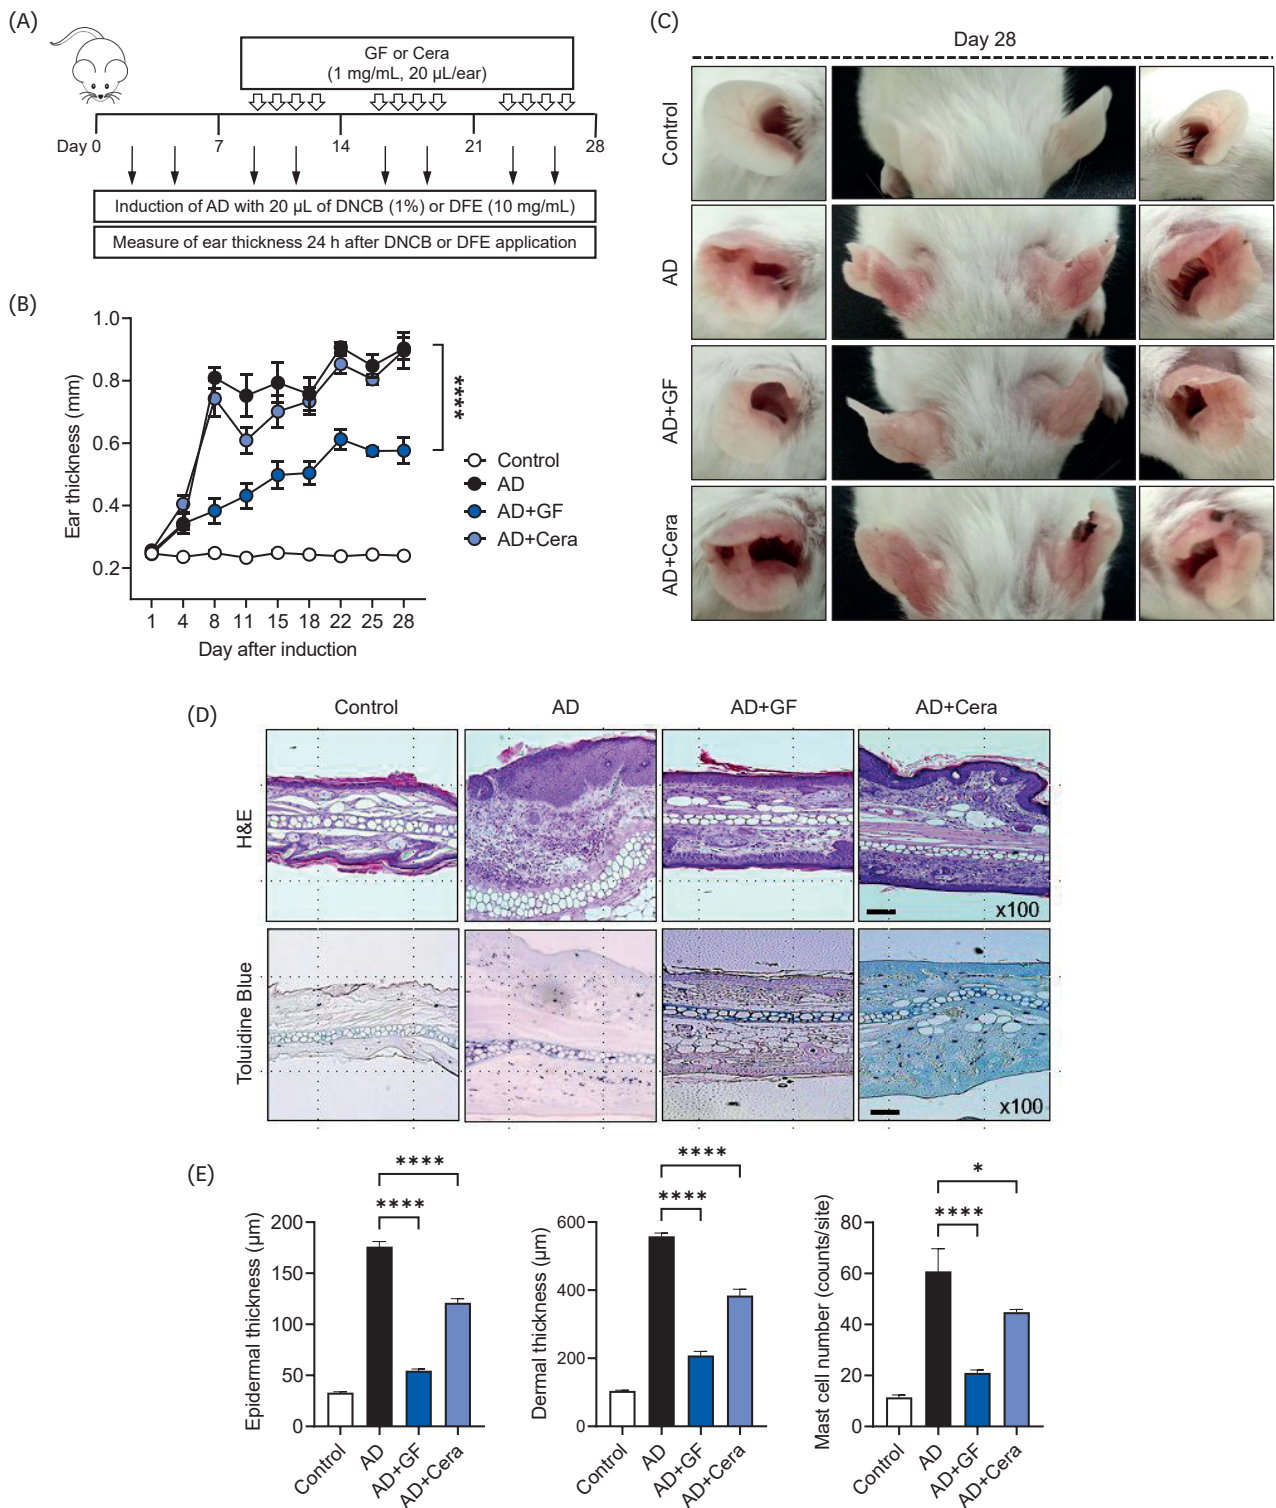 (A)
GF or Cera
(1 mg/mL, 20 µL/ear)
Day 0 7 14 21 28
Induction of AD with 20 µL of DNCB (1%) or DFE (10 mg/mL)
Measure of ear thickness 24 h after DNCB or DFE application
(B)
Ear thickness (mm)
1.0
0.8
0.6
0.4
0.2
1 4 8 11 15 18 22 25 28
Day after induction
****
Control
AD
AD+GF
AD+Cera
(C)
Day 28
Control
AD
AD+GF
AD+Cera
(D)
Control AD AD+GF AD+Cera
H&E
x100
Toluidine Blue
x100
(E)
Epidermal thickness (µm)
200
150
100
50
0
****
****
Control AD AD+GF AD+Cera
Dermal thickness (µm)
600
400
200
0
****
****
Control AD AD+GF AD+Cera
Mast cell number (counts/site)
80
60
40
20
0
*
****
Control AD AD+GF AD+Cera